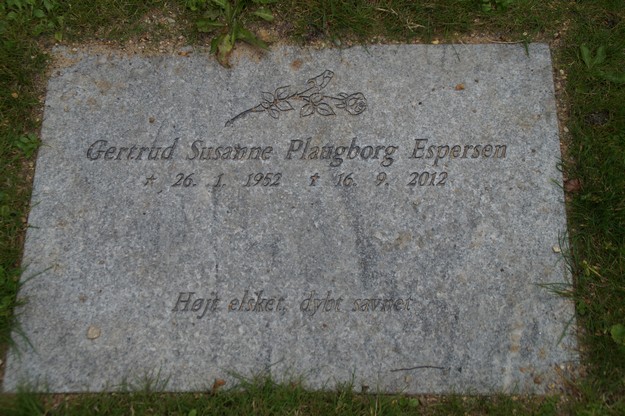 Gertrud Susanne Plaugborg Espersen
☆ 26. 1. 1952 † 16. 9. 2012
Højt elsket, dybt savnet